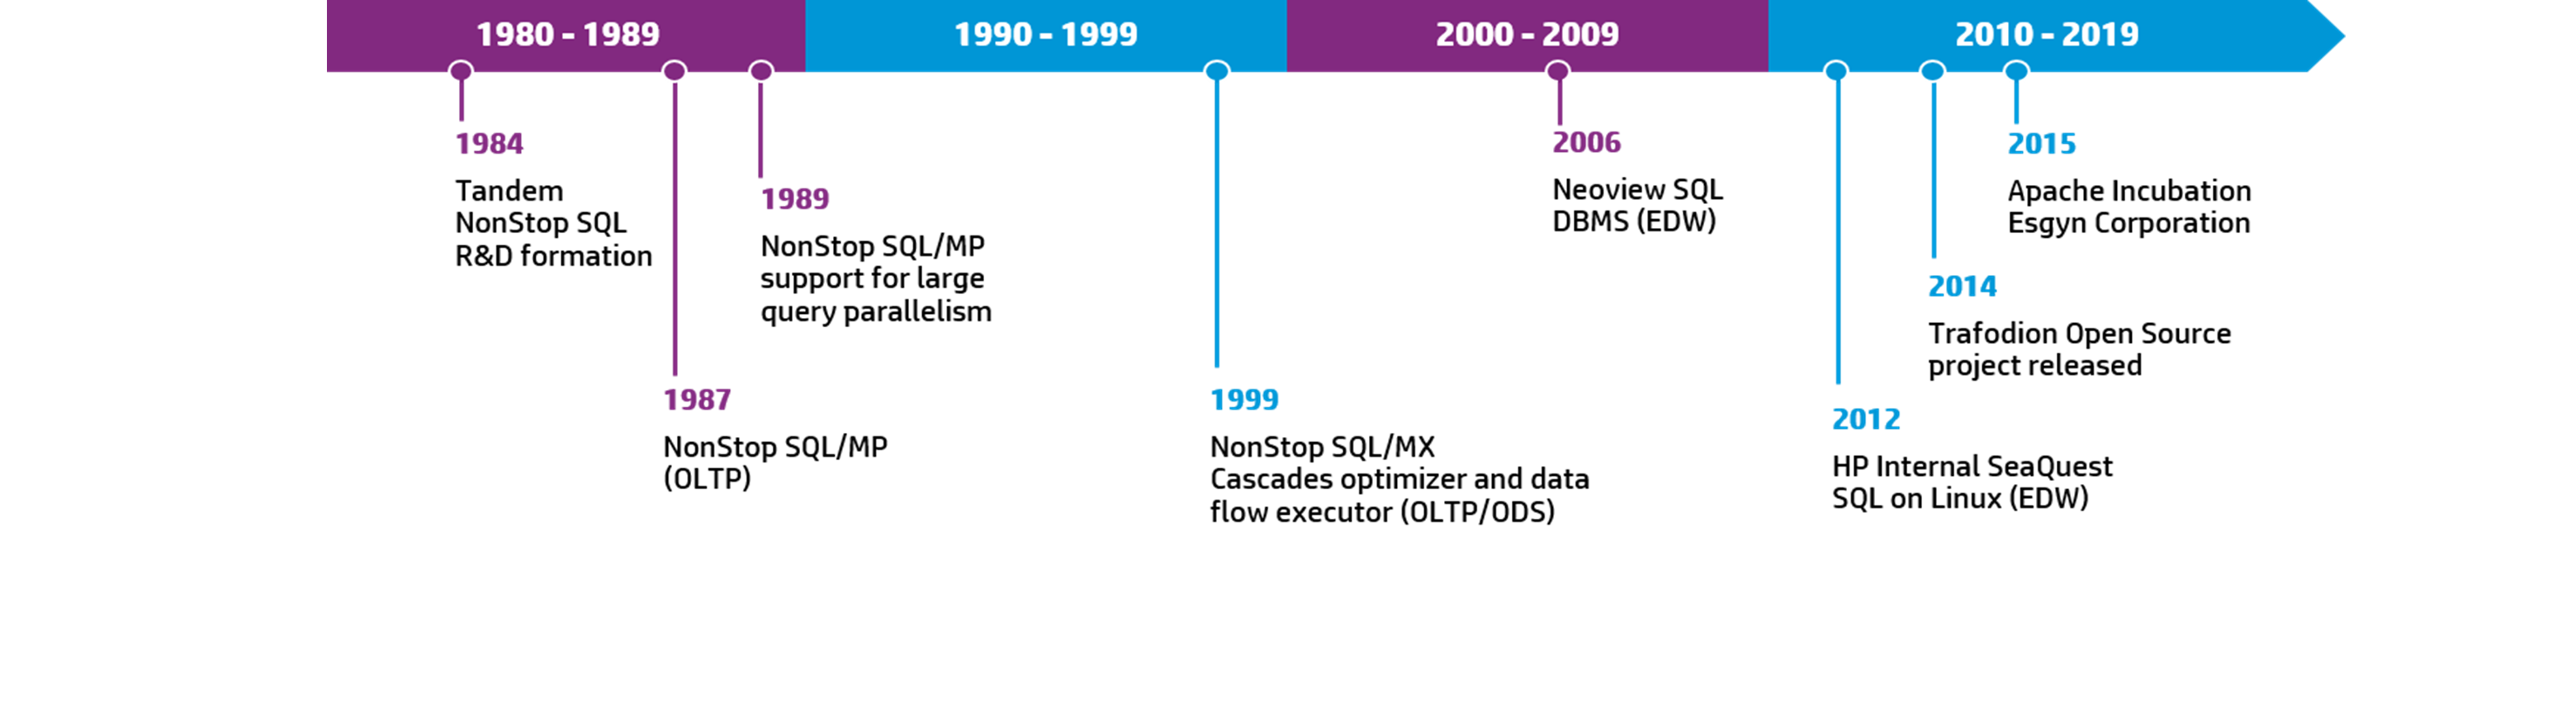 1980 - 1989
1990 - 1999
2000 - 2009
2010 - 2019
1984
Tandem
NonStop SQL
R&D formation
1987
NonStop SQL/MP
(OLTP)
1989
NonStop SQL/MP
support for large
query parallelism
1999
NonStop SQL/MX
Cascades optimizer and data
flow executor (OLTP/ODS)
2006
Neoview SQL
DBMS (EDW)
2012
HP Internal SeaQuest
SQL on Linux (EDW)
2014
Trafodion Open Source
project released
2015
Apache Incubation
Esgyn Corporation